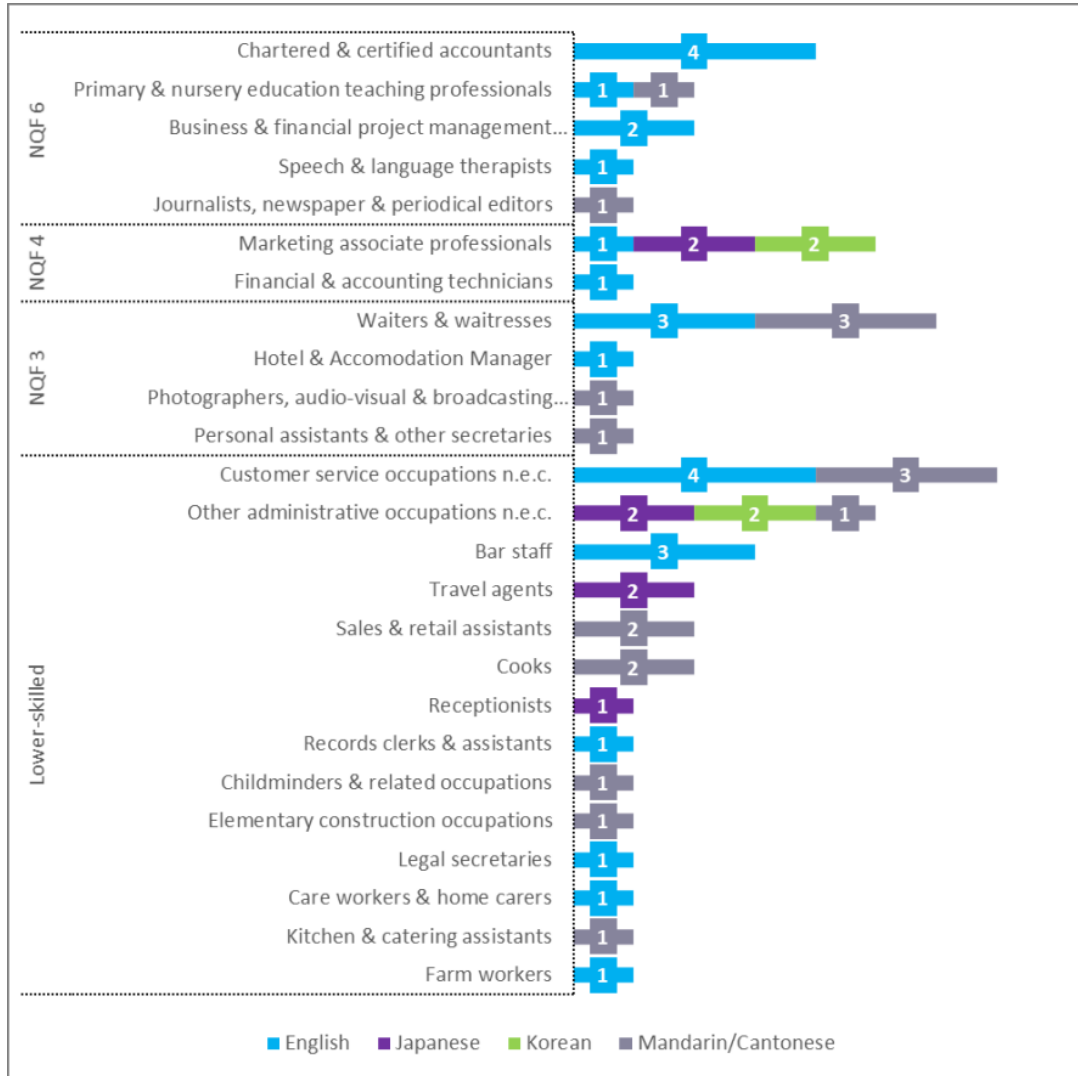 NQF 6
Chartered & certified accountants 4
Primary & nursery education teaching professionals 1 1
Business & financial project management... 2
Speech & language therapists 1
Journalists, newspaper & periodical editors 1
NQF 4
Marketing associate professionals 1 2 2
Financial & accounting technicians 1
NQF 3
Waiters & waitresses 3 3
Hotel & Accomodation Manager 1
Photographers, audio-visual & broadcasting... 1
Personal assistants & other secretaries 1
Lower-skilled
Customer service occupations n.e.c. 4 3
Other administrative occupations n.e.c. 2 2 1
Bar staff 3
Travel agents 2
Sales & retail assistants 2
Cooks 2
Receptionists 1
Records clerks & assistants 1
Childminders & related occupations 1
Elementary construction occupations 1
Legal secretaries 1
Care workers & home carers 1
Kitchen & catering assistants 1
Farm workers 1
English Japanese Korean Mandarin/Cantonese